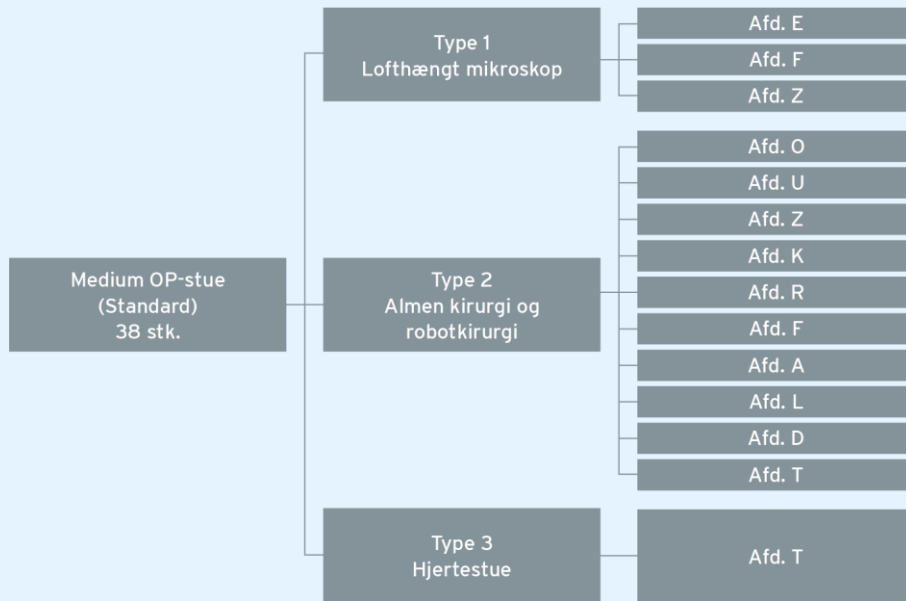 Medium OP-stue
(Standard)
38 stk.
Type 1
Lofthængt mikroskop
Afd. E
Afd. F
Afd. Z
Type 2
Almen kirurgi og
robotkirurgi
Afd. O
Afd. U
Afd. Z
Afd. K
Afd. R
Afd. F
Afd. A
Afd. L
Afd. D
Afd. T
Type 3
Hjertestue
Afd. T